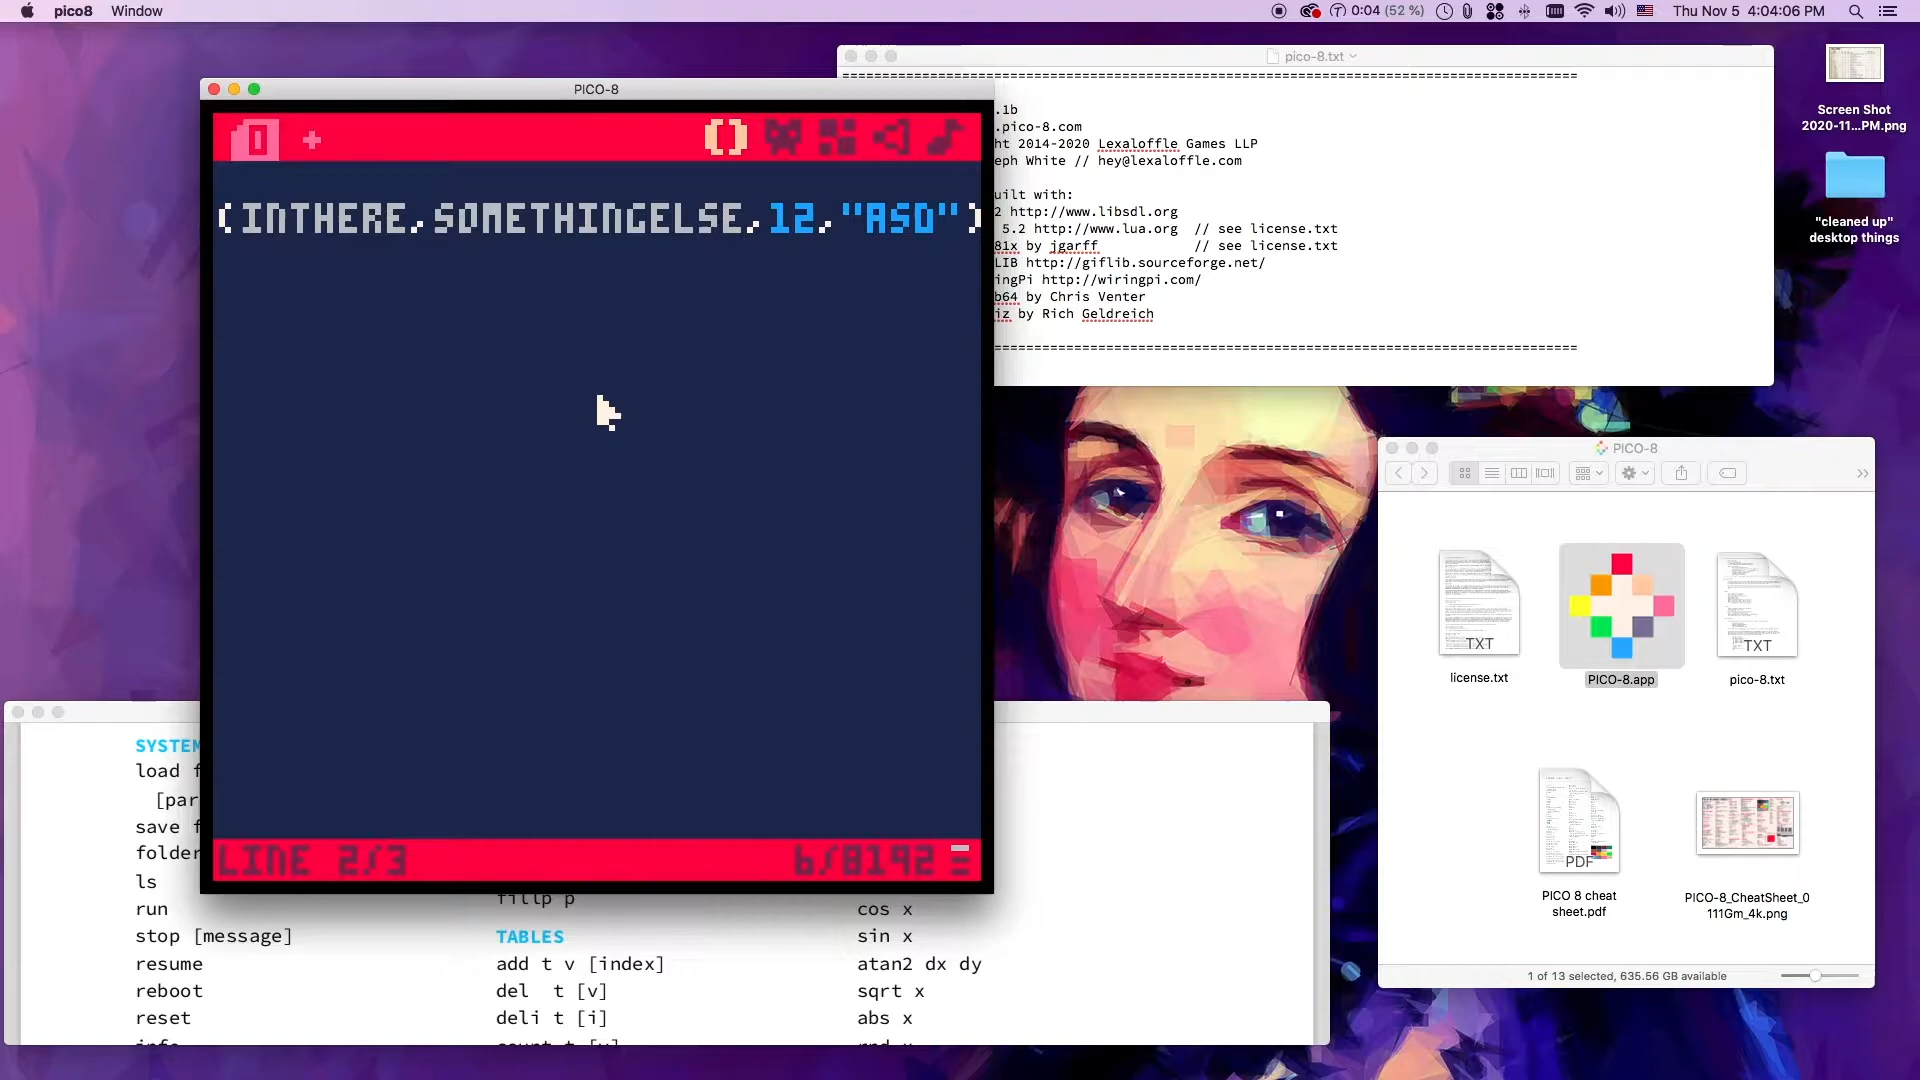 pico8 Window
0:04 (52 %) Thu Nov 5 4:04:06 PM
pico-8.txt
================================================================
.1b
.pico-8.com
ht 2014-2020 Lexaloffle Games LLP
eph White // hey@lexaloffle.com
uilt with:
2 http://www.libsdl.org
5.2 http://www.lua.org // see license.txt
81x by jgarff // see license.txt
LIB http://giflib.sourceforge.net/
ingPi http://wiringpi.com/
b64 by Chris Venter
iz by Rich Geldreich
================================================================
Screen Shot
2020-11...PM.png
"cleaned up"
desktop things
PICO-8
0 +
(INTHERE,SOMETHINGELSE,12,"ASD")
LINE 2/3 6/8192
PICO-8
TXT
license.txt
PICO-8.app
TXT
pico-8.txt
PDF
PICO 8 cheat
sheet.pdf
PICO-8_CheatSheet_0
111Gm_4k.png
1 of 13 selected, 635.56 GB available
SYSTEM
load f
[par
save f
folder
ls
run
stop [message]
resume
reboot
reset
info
fillp p
TABLES
add t v [index]
del t [v]
deli t [i]
count t [v]
cos x
sin x
atan2 dx dy
sqrt x
abs x
rnd x